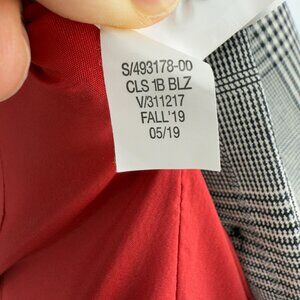 S/493178-00
CLS 1B BLZ
V/311217
FALL'19
05/19